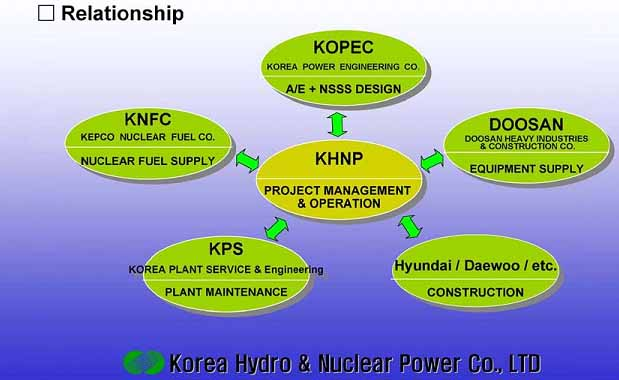 □ Relationship
KOPEC
KOREA POWER ENGINEERING CO.
A/E + NSSS DESIGN
KNFC
KEPCO NUCLEAR FUEL CO.
NUCLEAR FUEL SUPPLY
DOOSAN
DOOSAN HEAVY INDUSTRIES
& CONSTRUCTION CO.
EQUIPMENT SUPPLY
KHNP
PROJECT MANAGEMENT
& OPERATION
KPS
KOREA PLANT SERVICE & Engineering
PLANT MAINTENANCE
Hyundai / Daewoo / etc.
CONSTRUCTION
Korea Hydro & Nuclear Power Co., LTD